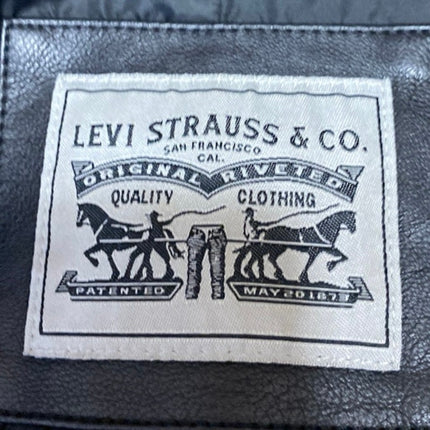 LEVI STRAUSS & CO.
SAN FRANCISCO
CAL.
ORIGINAL RIVETED
QUALITY CLOTHING
PATENTED MAY 20 1873